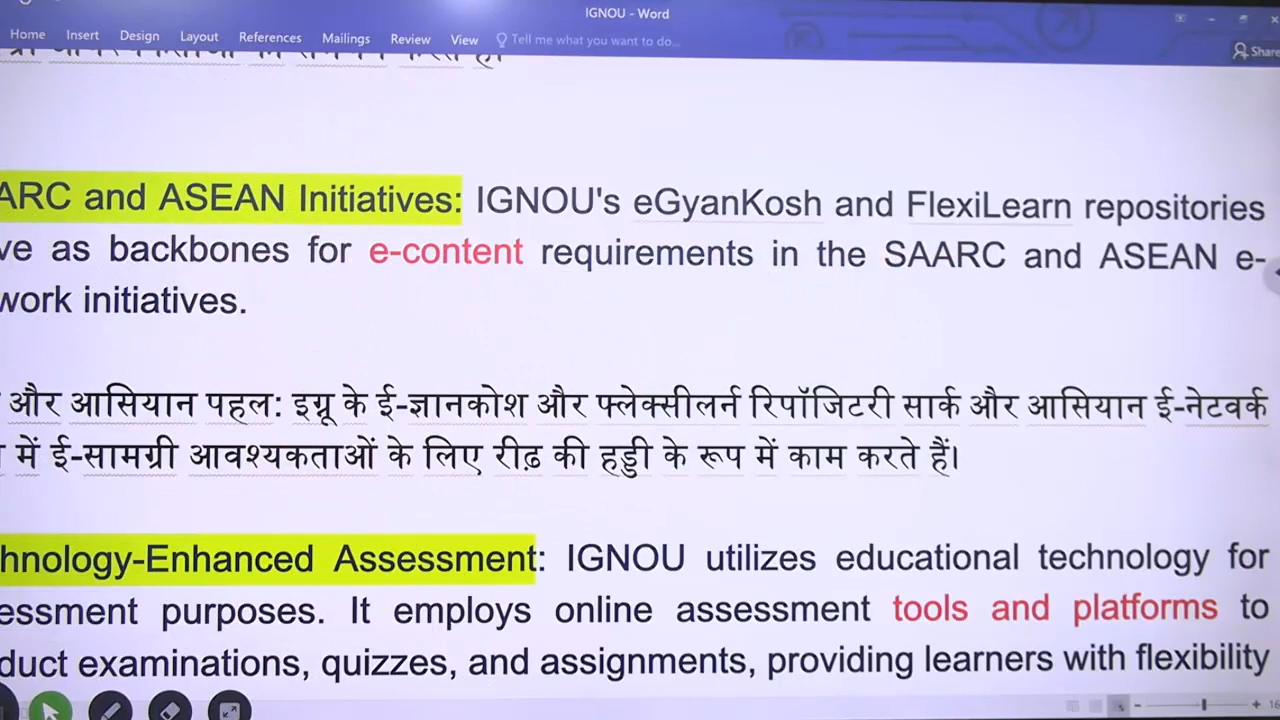 IGNOU - Word
Home Insert Design Layout References Mailings Review View Tell me what you want to do...
Share
ARC and ASEAN Initiatives: IGNOU's eGyanKosh and FlexiLearn repositories
ve as backbones for e-content requirements in the SAARC and ASEAN e-
work initiatives.
और आसियान पहल: इग्नू के ई-ज्ञानकोश और फ्लेक्सीलर्न रिपॉजिटरी सार्क और आसियान ई-नेटवर्क
में ई-सामग्री आवश्यकताओं के लिए रीढ़ की हड्डी के रूप में काम करते हैं।
hnology-Enhanced Assessment: IGNOU utilizes educational technology for
essment purposes. It employs online assessment tools and platforms to
duct examinations, quizzes, and assignments, providing learners with flexibility